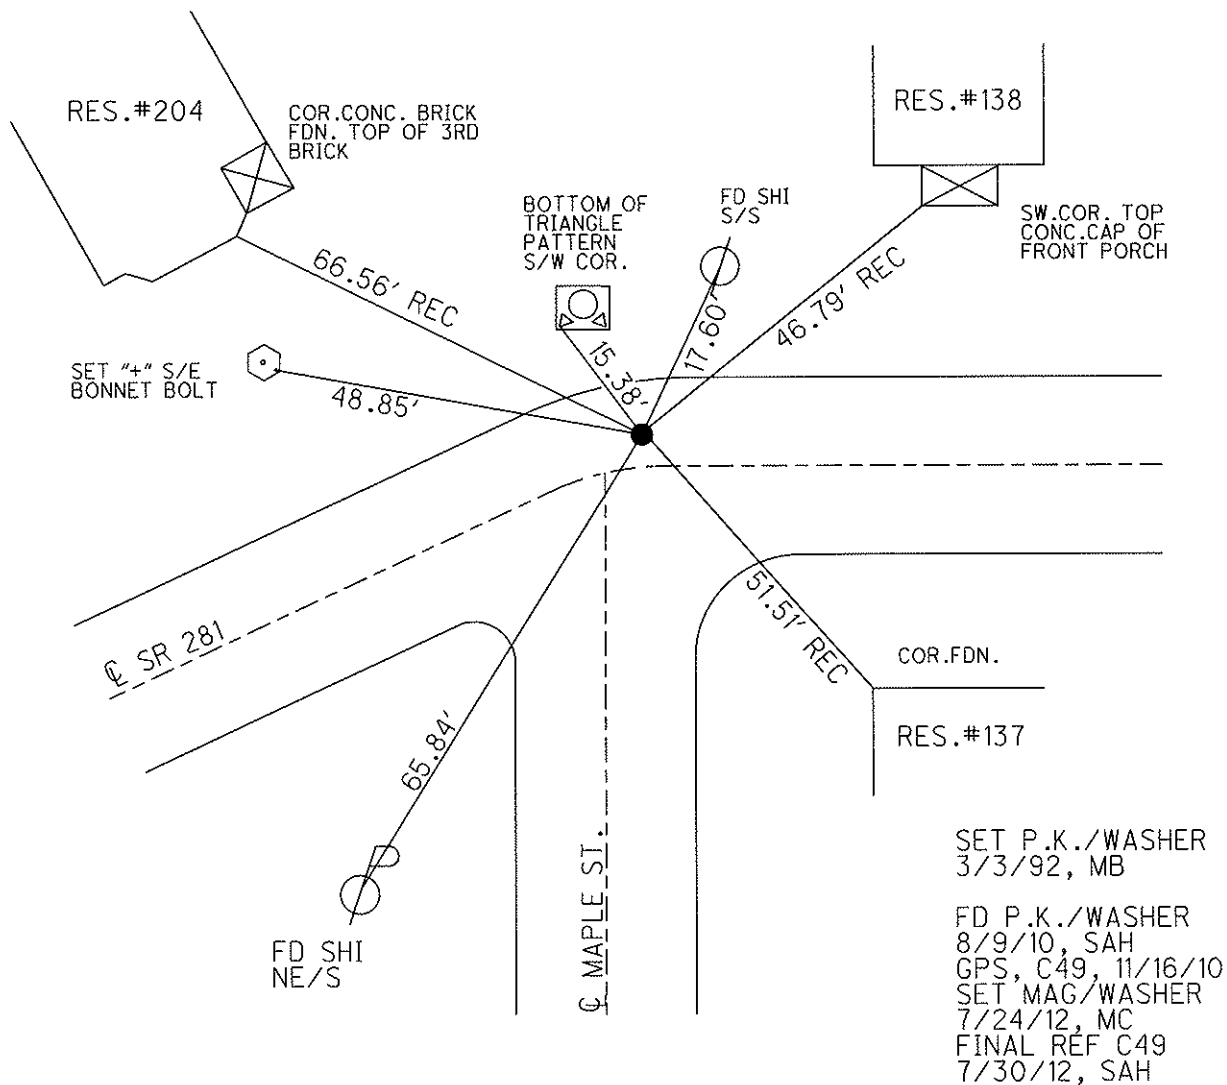 RES.#204
COR.CONC. BRICK
FDN. TOP OF 3RD
BRICK
RES.#138
BOTTOM OF
TRIANGLE
PATTERN
S/W COR.
FD SHI
S/S
SW.COR. TOP
CONC.CAP OF
FRONT PORCH
66.56' REC
17.60'
46.79' REC
15.38'
SET "+" S/E
BONNET BOLT
48.85'
℄ SR 281
51.51' REC
COR.FDN.
RES.#137
65.84'
℄ MAPLE ST.
FD SHI
NE/S
SET P.K./WASHER
3/3/92, MB
FD P.K./WASHER
8/9/10, SAH
GPS, C49, 11/16/10
SET MAG/WASHER
7/24/12, MC
FINAL REF C49
7/30/12, SAH